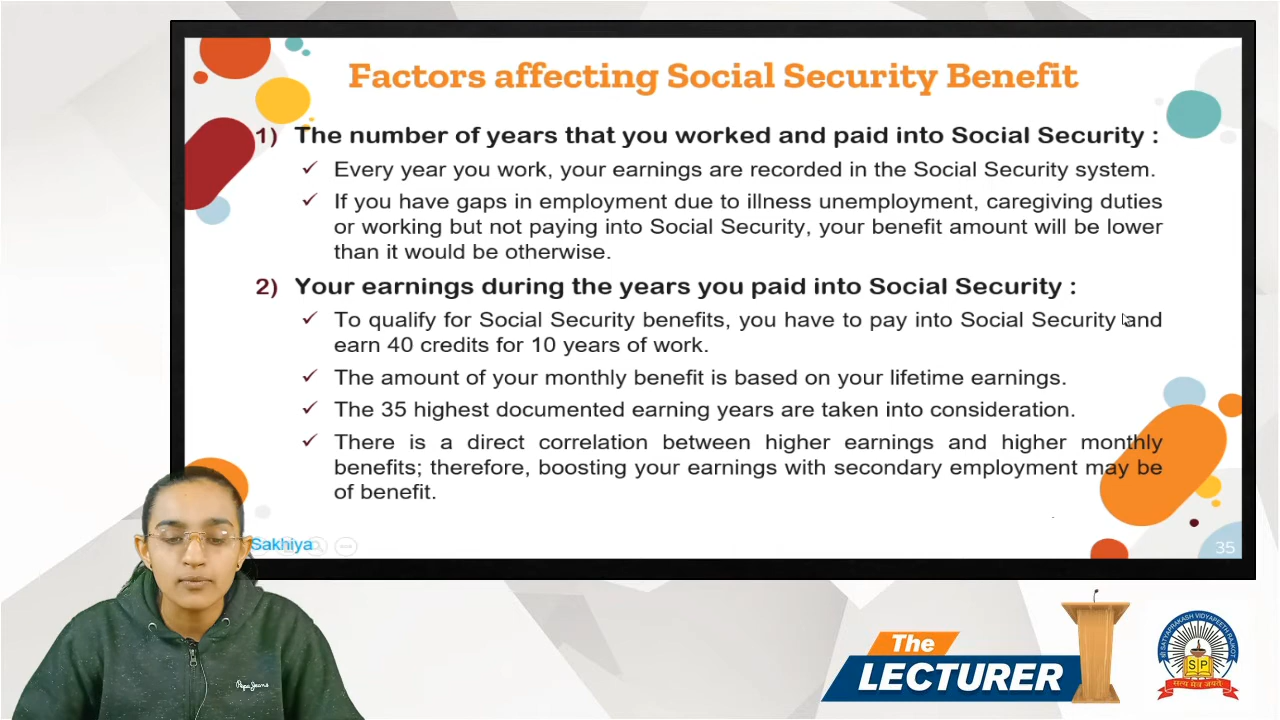 Factors affecting Social Security Benefit
1) The number of years that you worked and paid into Social Security :
✓ Every year you work, your earnings are recorded in the Social Security system.
✓ If you have gaps in employment due to illness unemployment, caregiving duties
or working but not paying into Social Security, your benefit amount will be lower
than it would be otherwise.
2) Your earnings during the years you paid into Social Security :
✓ To qualify for Social Security benefits, you have to pay into Social Security and
earn 40 credits for 10 years of work.
✓ The amount of your monthly benefit is based on your lifetime earnings.
✓ The 35 highest documented earning years are taken into consideration.
✓ There is a direct correlation between higher earnings and higher monthly
benefits; therefore, boosting your earnings with secondary employment may be
of benefit.
Sakhiya
35
Pepe Jeans
The
LECTURER
SATYAPRAKASH VIDYAPEETH RAJKOT
S P
सत्य मेव जयते